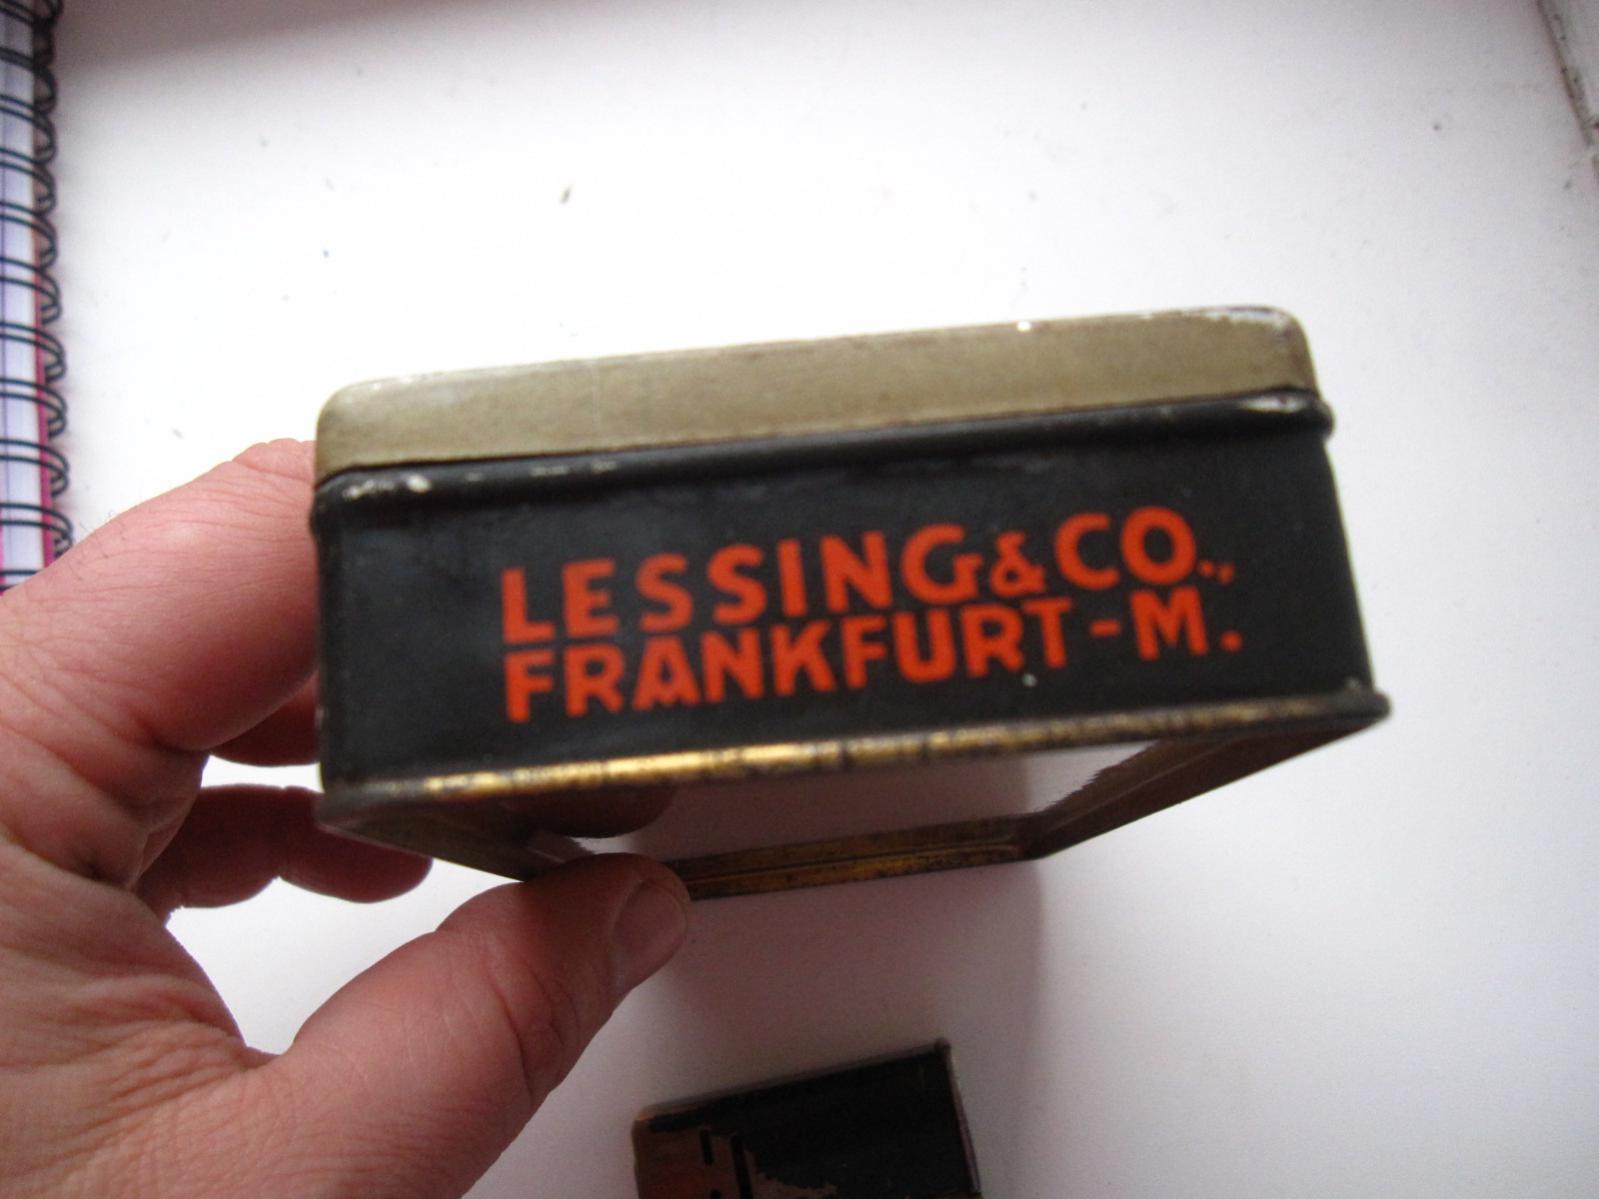 LESSING & CO.,
FRANKFURT-M.